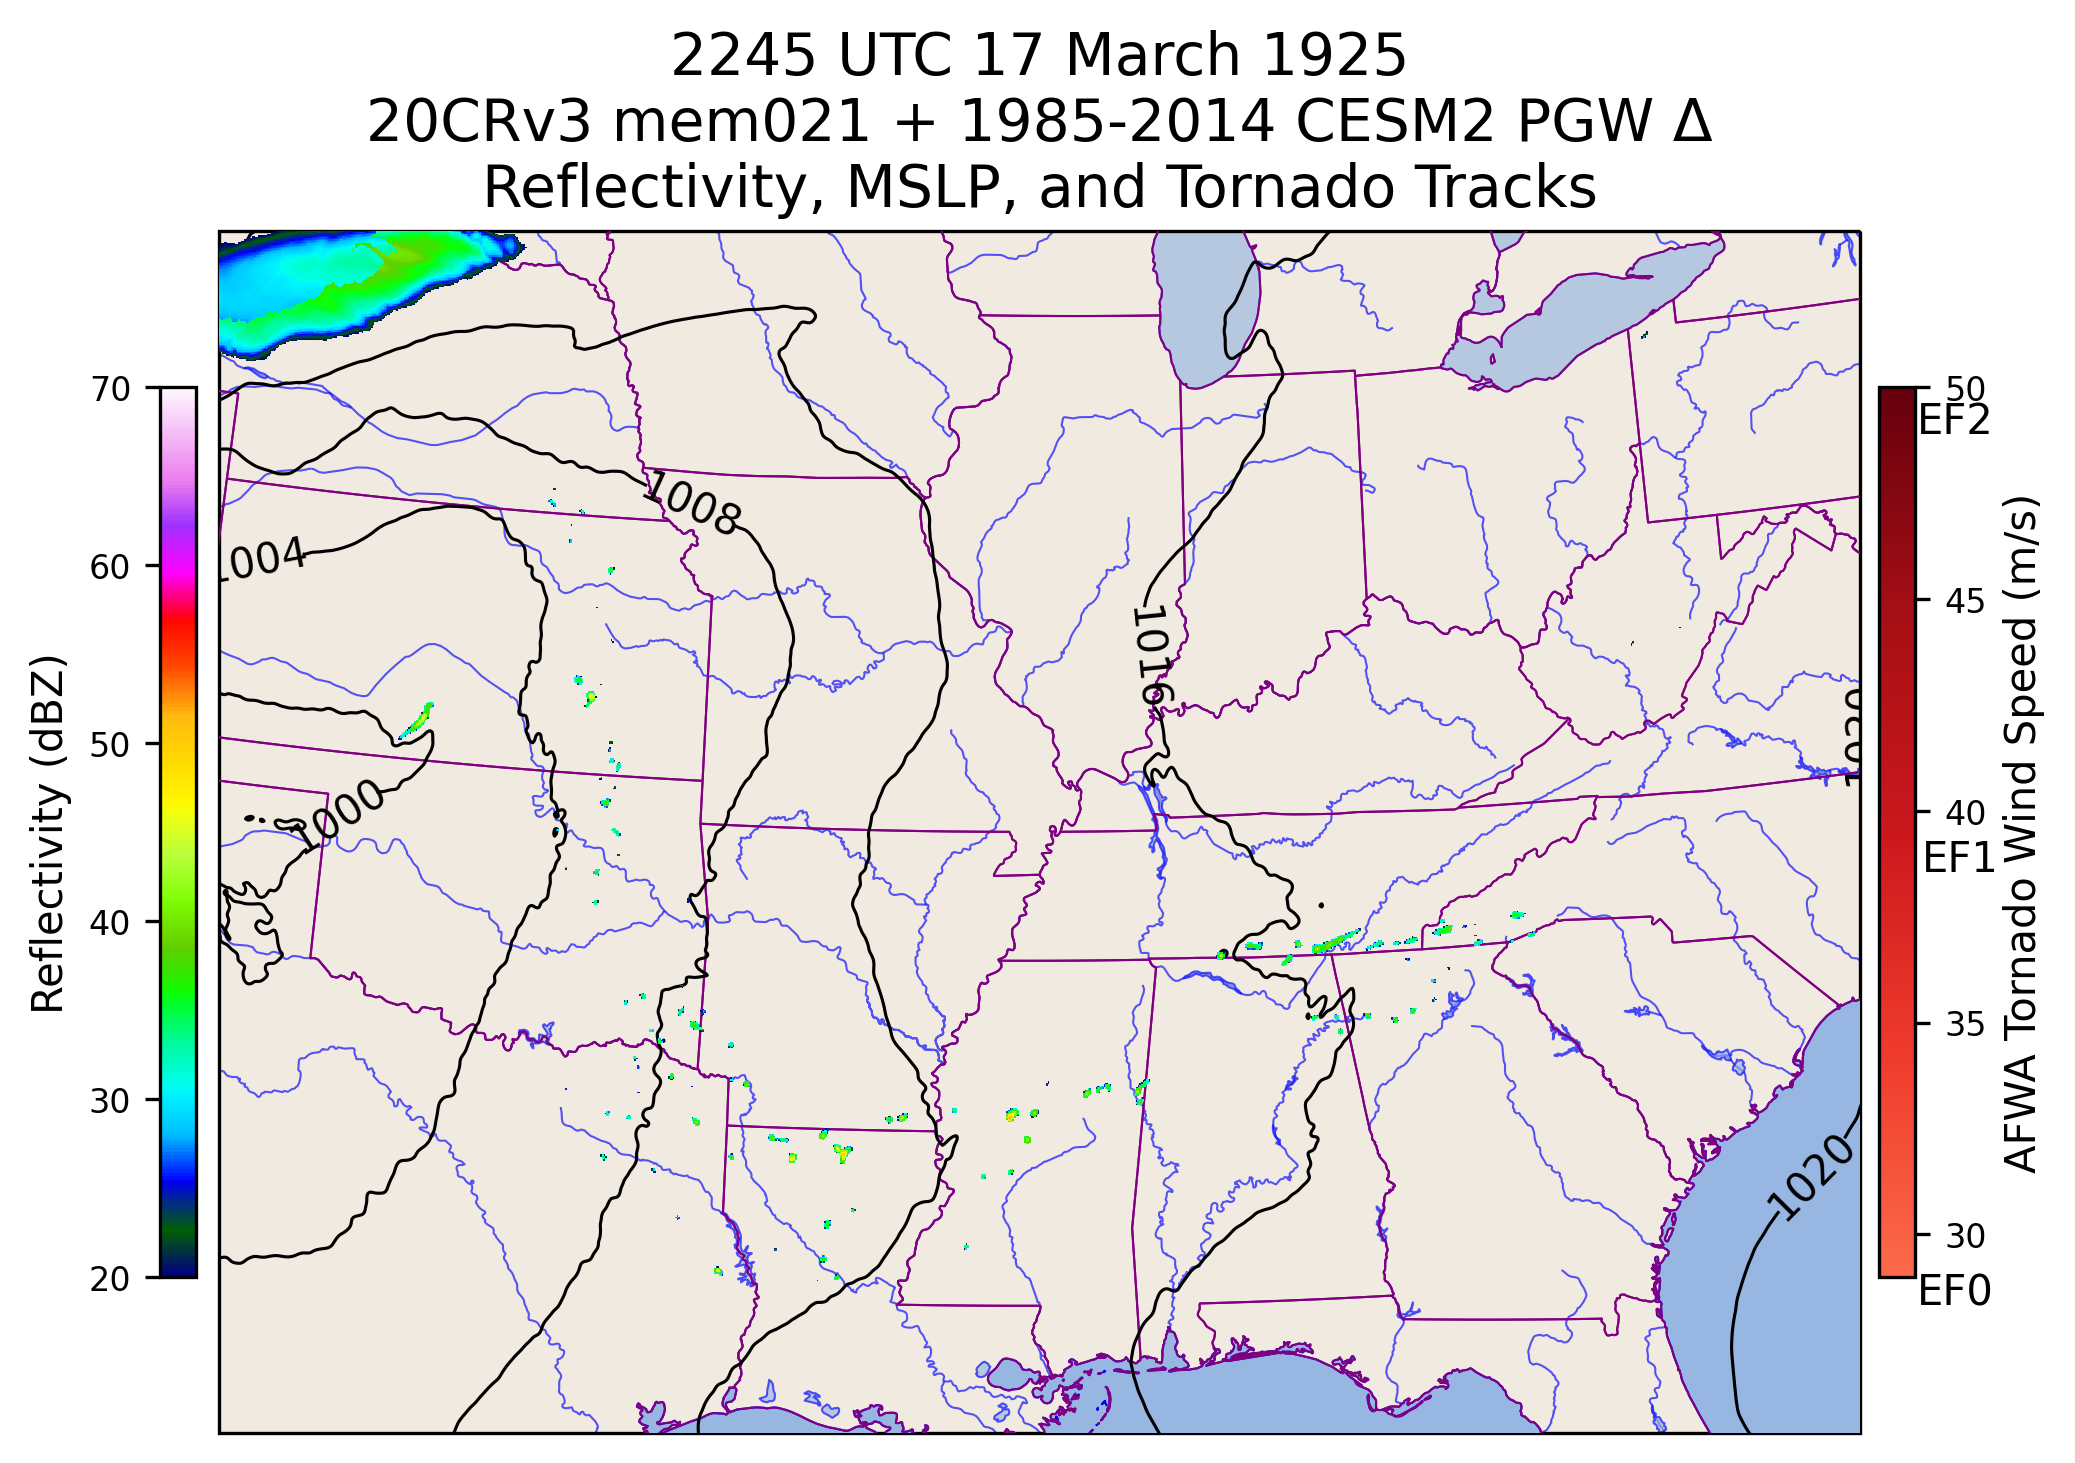 2245 UTC 17 March 1925
20CRv3 mem021 + 1985-2014 CESM2 PGW Δ
Reflectivity, MSLP, and Tornado Tracks
Reflectivity (dBZ)
70
60
50
40
30
20
1008
1004
1016
1000
1020
1020
50
EF2
45
40
EF1
35
30
EF0
AFWA Tornado Wind Speed (m/s)